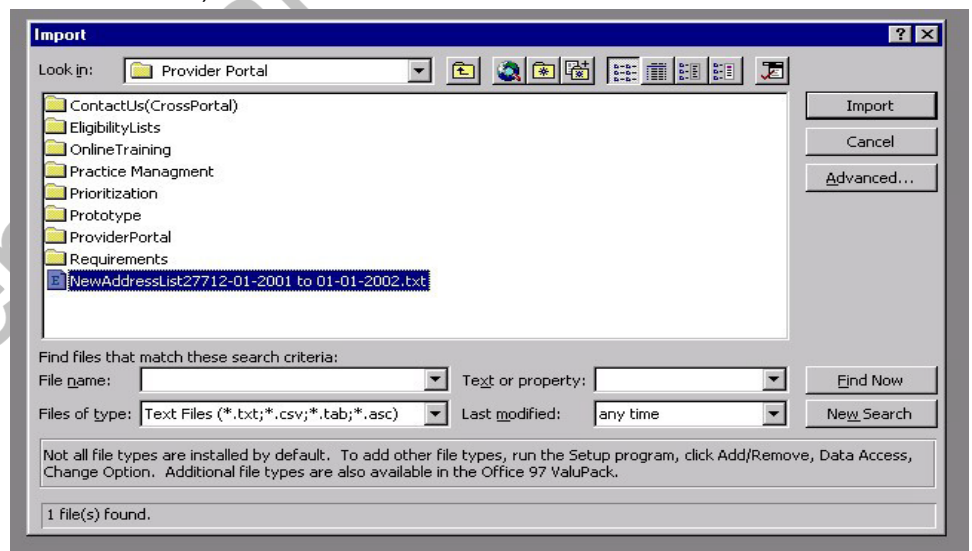 Import
Look in: Provider Portal
ContactUs(CrossPortal)
EligibilityLists
OnlineTraining
Practice Managment
Prioritization
Prototype
ProviderPortal
Requirements
NewAddressList27712-01-2001 to 01-01-2002.txt
Import
Cancel
Advanced...
Find files that match these search criteria:
File name: Text or property: Find Now
Files of type: Text Files (*.txt;*.csv;*.tab;*.asc) Last modified: any time New Search
Not all file types are installed by default. To add other file types, run the Setup program, click Add/Remove, Data Access,
Change Option. Additional file types are also available in the Office 97 ValuPack.
1 file(s) found.